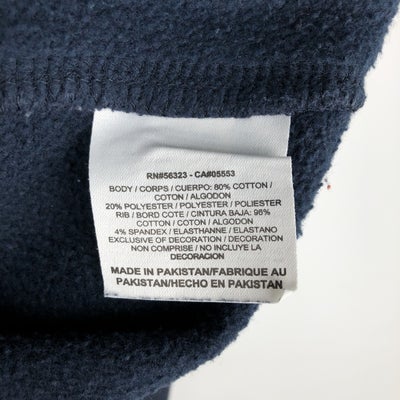 RN#56323 - CA#05553
BODY / CORPS / CUERPO: 80% COTTON /
COTON / ALGODON
20% POLYESTER / POLYESTER / POLIESTER
RIB / BORD COTE / CINTURA BAJA: 96%
COTTON / COTON / ALGODON
4% SPANDEX / ELASTHANNE / ELASTANO
EXCLUSIVE OF DECORATION / DECORATION
NON COMPRISE / NO INCLUYE LA
DECORACION
MADE IN PAKISTAN/FABRIQUE AU
PAKISTAN/HECHO EN PAKISTAN